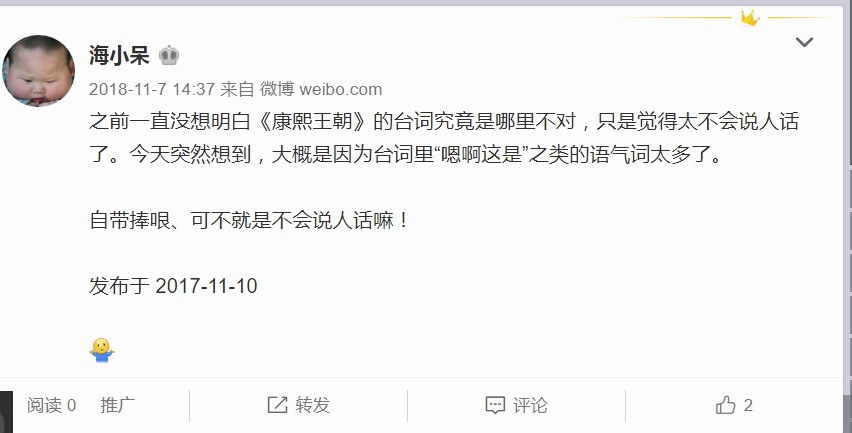 海小呆
2018-11-7 14:37 来自 微博 weibo.com
之前一直没想明白《康熙王朝》的台词究竟是哪里不对，只是觉得太不会说人话
了。今天突然想到，大概是因为台词里“嗯啊这是”之类的语气词太多了。
自带捧哏、可不就是不会说人话嘛！
发布于 2017-11-10
阅读 0 推广 转发 评论 2